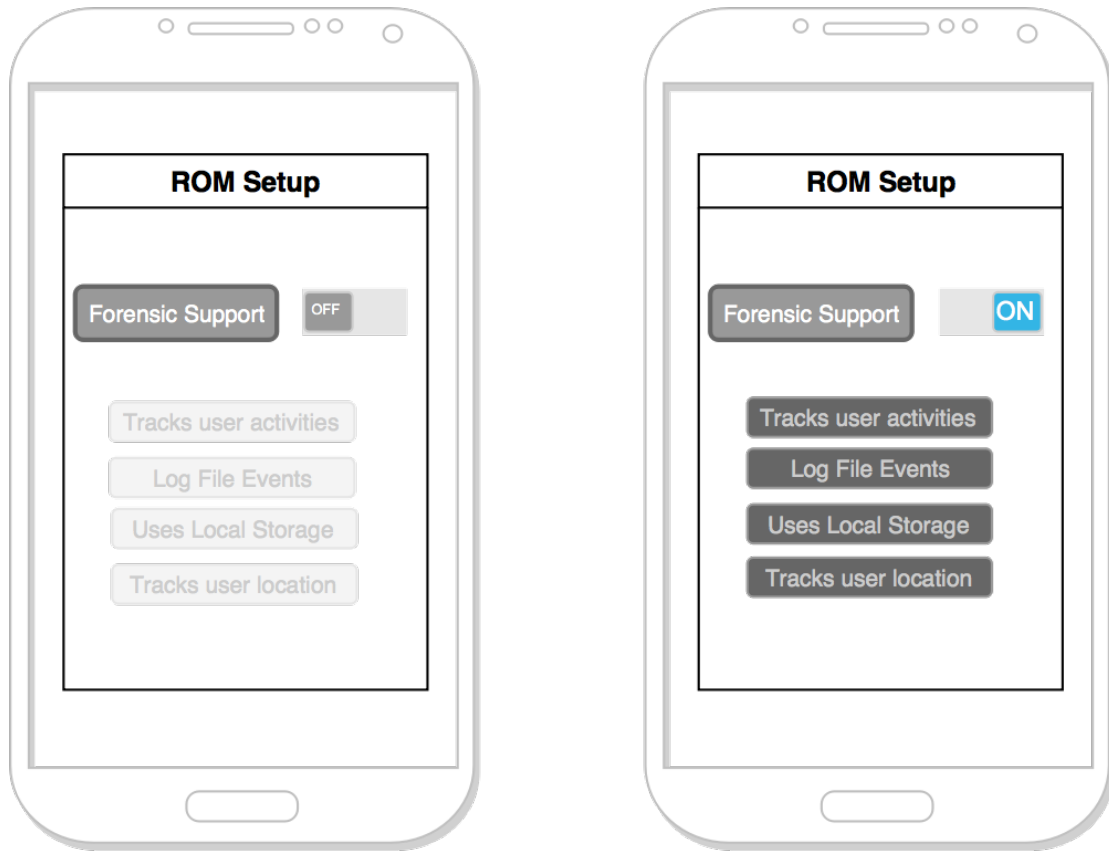 ROM Setup
Forensic Support
OFF
Tracks user activities
Log File Events
Uses Local Storage
Tracks user location
ROM Setup
Forensic Support
ON
Tracks user activities
Log File Events
Uses Local Storage
Tracks user location